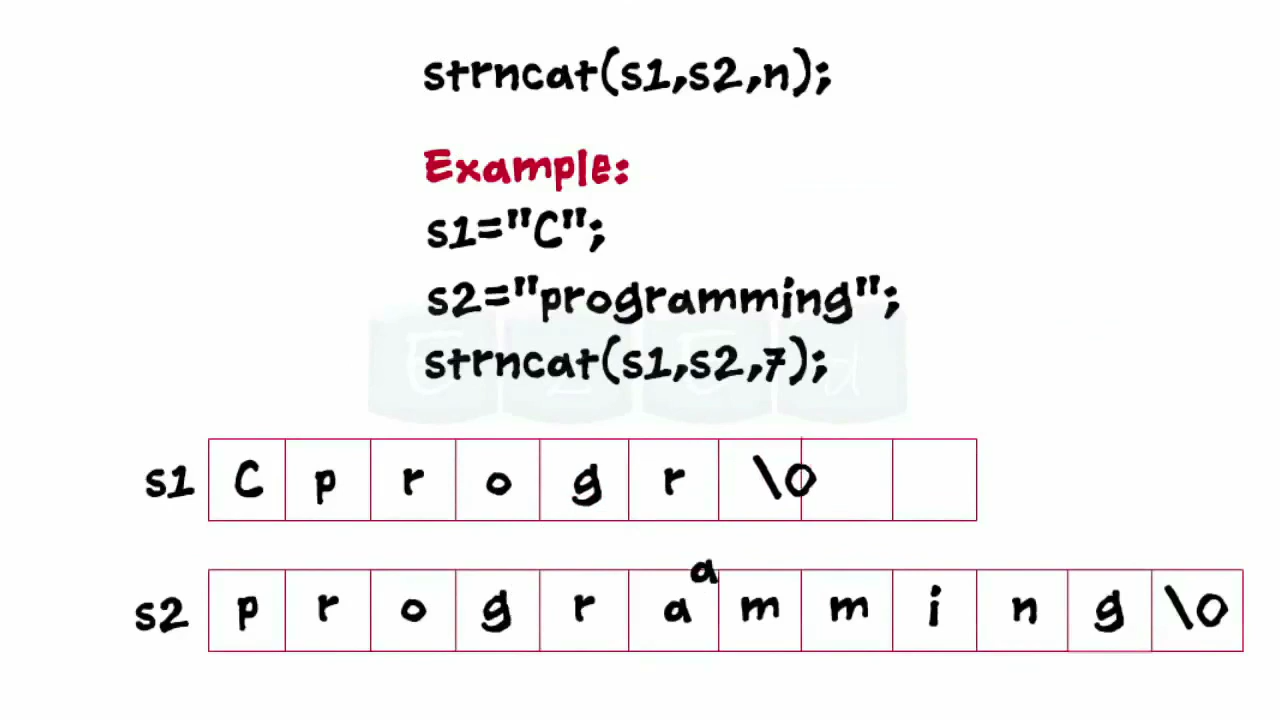 strncat(s1,s2,n);
Example:
s1="C";
s2="programming";
strncat(s1,s2,7);
E z E d
s1 C p r o g r \0
a
s2 p r o g r a m m i n g \0